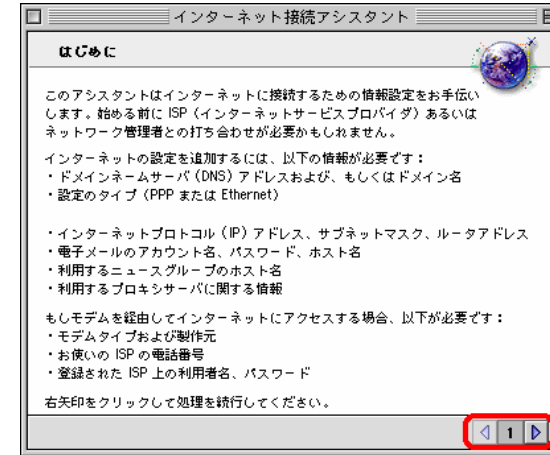 インターネット接続アシスタント
はじめに
このアシスタントはインターネットに接続するための情報設定をお手伝い
します。始める前に ISP（インターネットサービスプロバイダ）あるいは
ネットワーク管理者との打ち合わせが必要かもしれません。
インターネットの設定を追加するには、以下の情報が必要です：
・ドメインネームサーバ（DNS）アドレスおよび、もしくはドメイン名
・設定のタイプ（PPP または Ethernet）
・インターネットプロトコル（IP）アドレス、サブネットマスク、ルータアドレス
・電子メールのアカウント名、パスワード、ホスト名
・利用するニュースグループのホスト名
・利用するプロキシサーバに関する情報
もしモデムを経由してインターネットにアクセスする場合、以下が必要です：
・モデムタイプおよび製作元
・お使いの ISP の電話番号
・登録された ISP 上の利用者名、パスワード
右矢印をクリックして処理を続行してください。
1